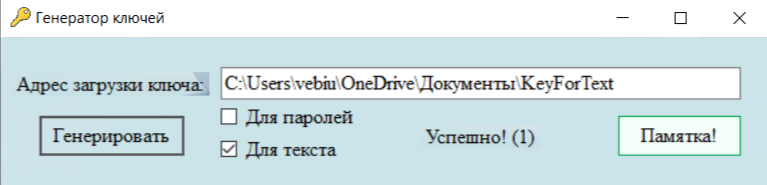 Генератор ключей
Адрес загрузки ключа: C:\Users\vebiu\OneDrive\Документы\KeyForText
Для паролей
Генерировать Успешно! (1) Памятка!
Для текста